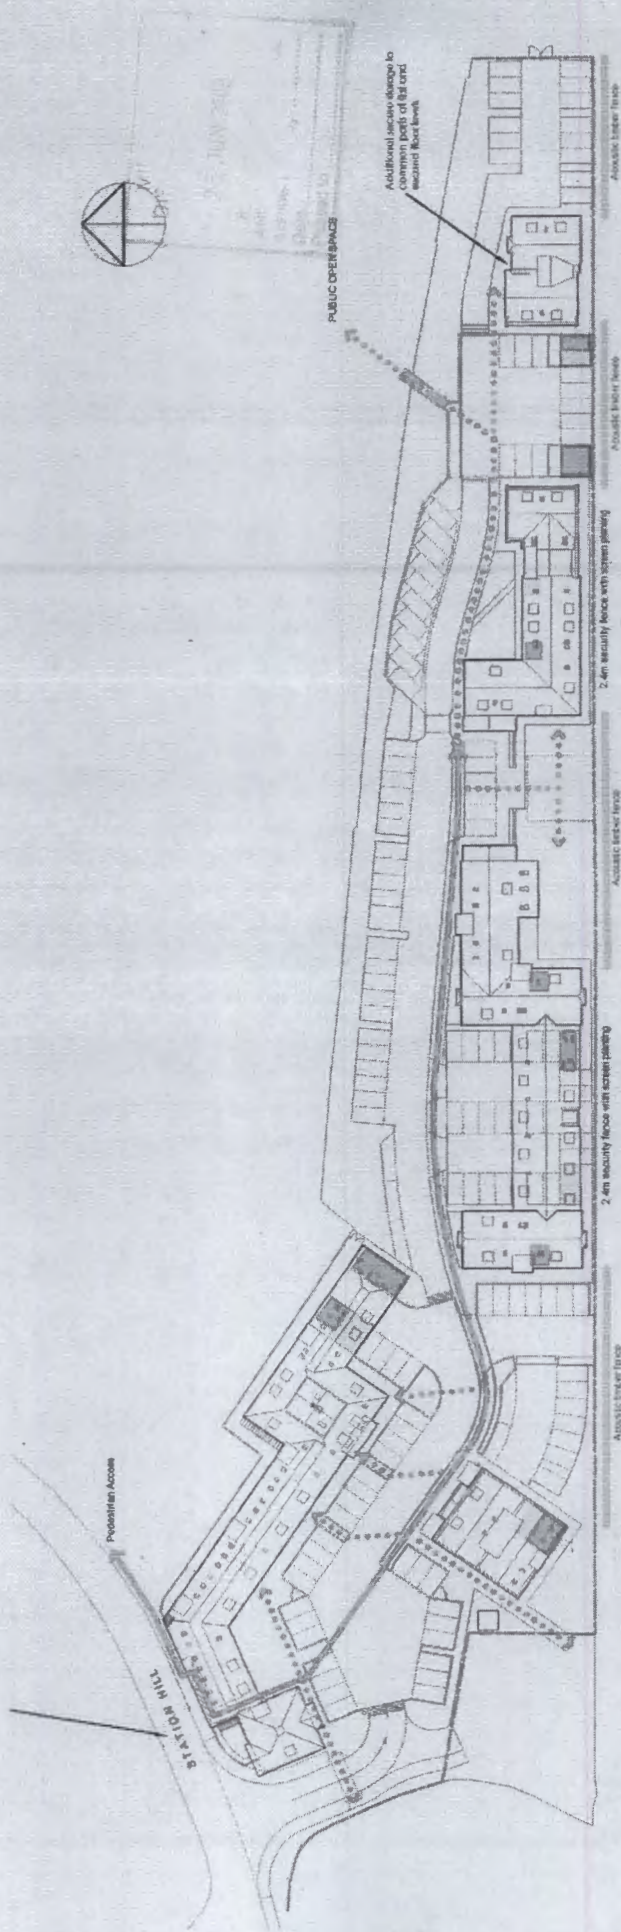 Additional secure storage to
common parts of flat and
second floor levels
PUBLIC OPEN SPACE
Pedestrian Access
STATION HILL
Acoustic timber fence
Acoustic timber fence
2.4m security fence with screen planting
Acoustic timber fence
2.4m security fence with screen planting
Acoustic timber fence